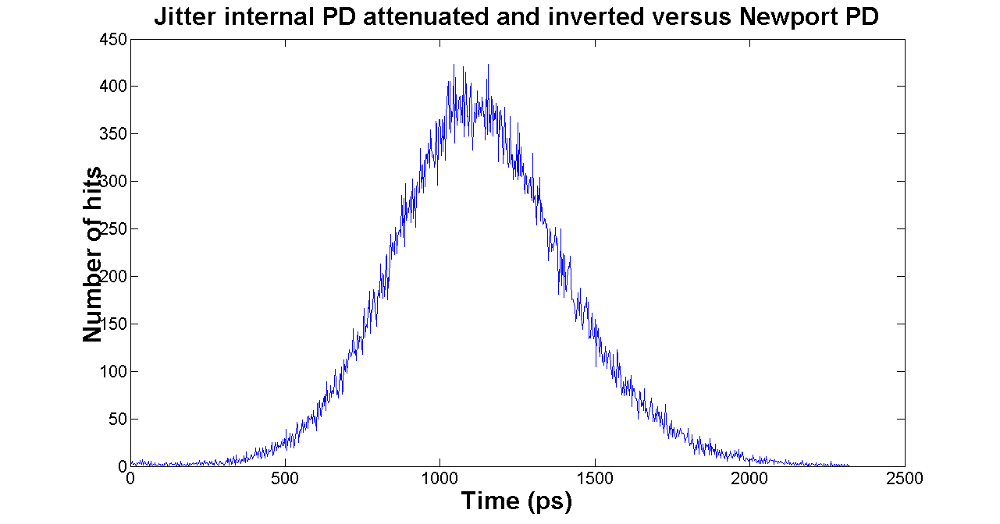 Jitter internal PD attenuated and inverted versus Newport PD
450
400
350
300
250
200
150
100
50
0
Number of hits
0 500 1000 1500 2000 2500
Time (ps)